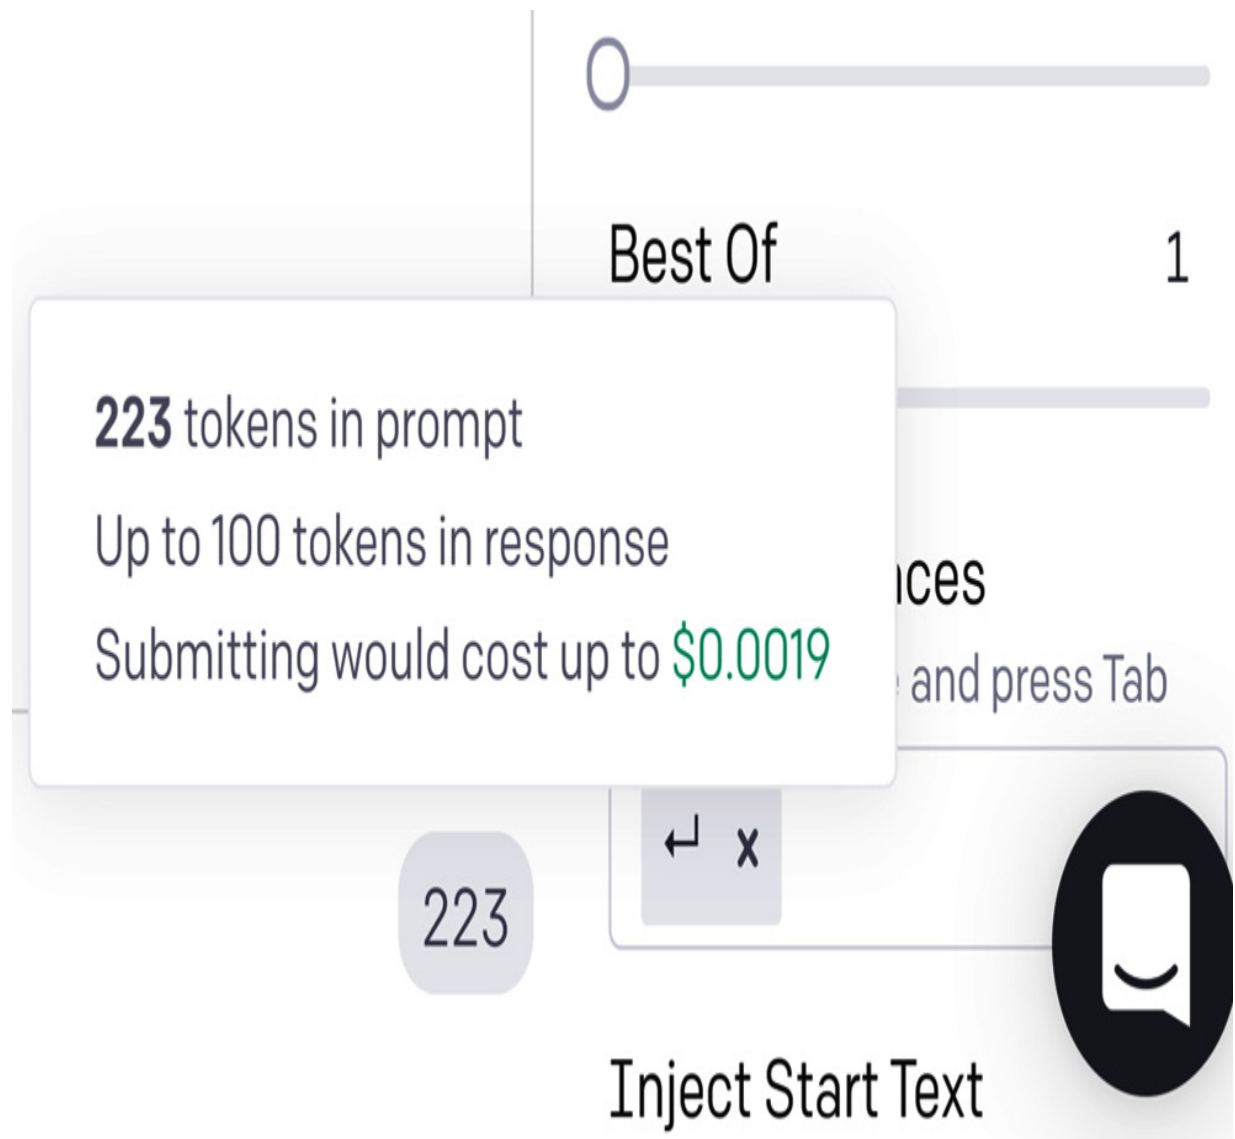 Best Of 1
223 tokens in prompt
Up to 100 tokens in response
Submitting would cost up to $0.0019
and press Tab
↵ x
223
Inject Start Text